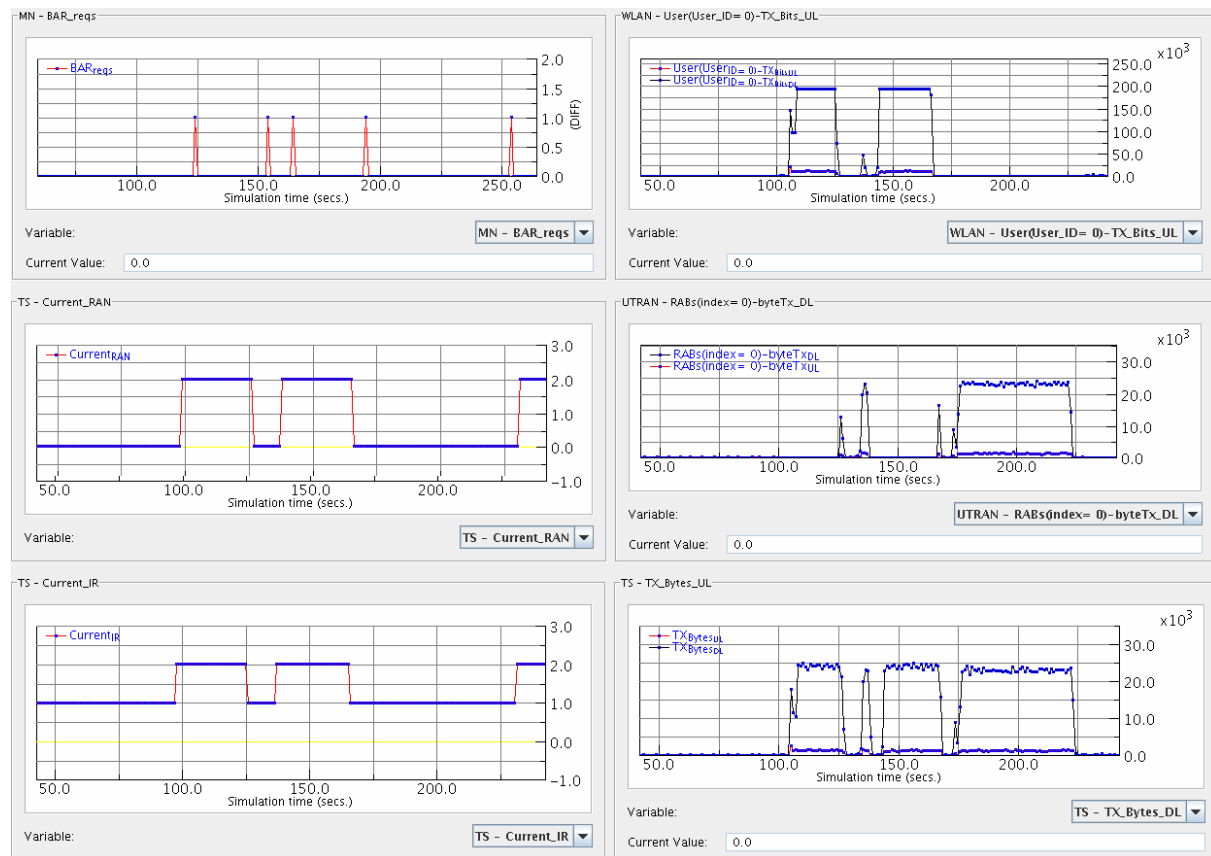 MN - BAR_reqs
BARreqs
2.0
1.5
1.0
0.5
0.0
(DIFF)
100.0 150.0 200.0 250.0
Simulation time (secs.)
Variable: MN - BAR_reqs
Current Value: 0.0
WLAN - User(User_ID= 0)-TX_Bits_UL
x10³
User(UserID= 0)-TXBitsUL
User(UserID= 0)-TXBitsDL
250.0
200.0
150.0
100.0
50.0
0.0
50.0 100.0 150.0 200.0
Simulation time (secs.)
Variable: WLAN - User(User_ID= 0)-TX_Bits_UL
Current Value: 0.0
TS - Current_RAN
CurrentRAN
3.0
2.0
1.0
0.0
-1.0
50.0 100.0 150.0 200.0
Simulation time (secs.)
Variable: TS - Current_RAN
UTRAN - RABs(index= 0)-byteTx_DL
x10³
RABs(index= 0)-byteTxDL
RABs(index= 0)-byteTxUL
30.0
20.0
10.0
0.0
50.0 100.0 150.0 200.0
Simulation time (secs.)
Variable: UTRAN - RABs(index= 0)-byteTx_DL
Current Value: 0.0
TS - Current_IR
CurrentIR
3.0
2.0
1.0
0.0
-1.0
50.0 100.0 150.0 200.0
Simulation time (secs.)
Variable: TS - Current_IR
TS - TX_Bytes_UL
x10³
TXBytesUL
TXBytesDL
30.0
20.0
10.0
0.0
50.0 100.0 150.0 200.0
Simulation time (secs.)
Variable: TS - TX_Bytes_DL
Current Value: 0.0